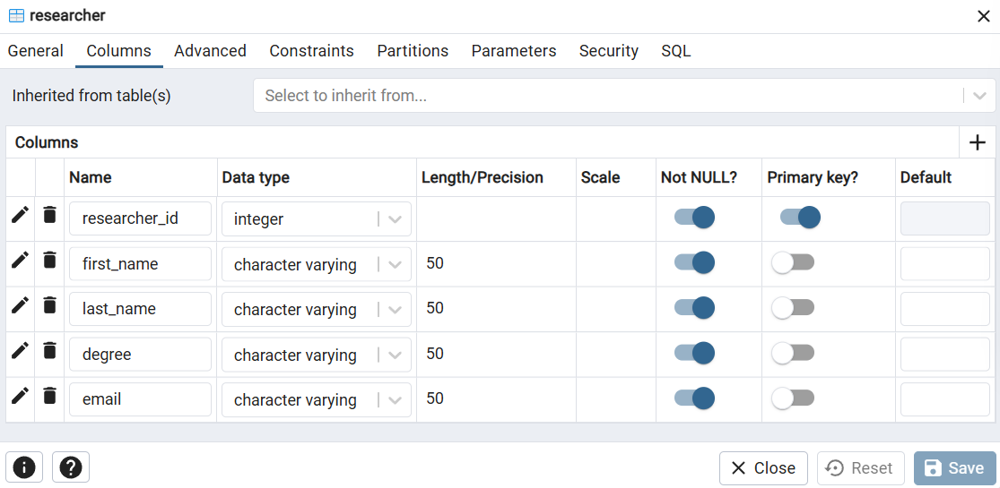 researcher
General Columns Advanced Constraints Partitions Parameters Security SQL
Inherited from table(s) Select to inherit from...
Columns
Name Data type Length/Precision Scale Not NULL? Primary key? Default
researcher_id integer
first_name character varying 50
last_name character varying 50
degree character varying 50
email character varying 50
Close Reset Save